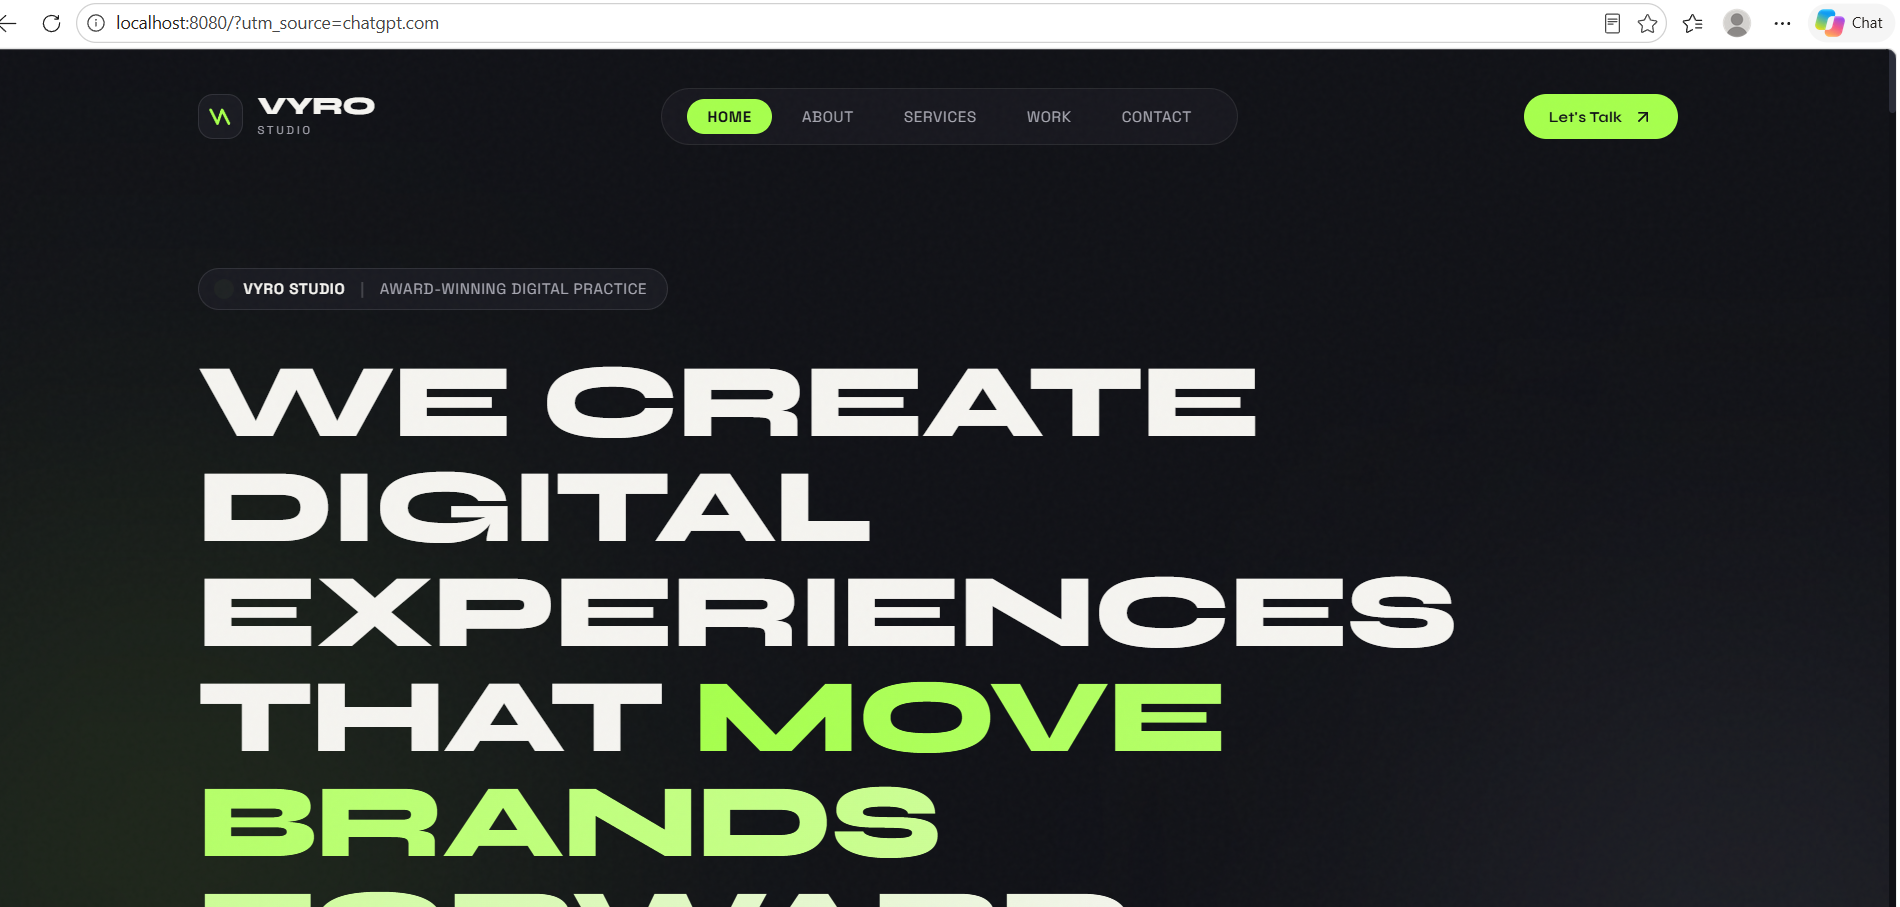 localhost:8080/?utm_source=chatgpt.com
Chat
VYRO
STUDIO
HOME
ABOUT
SERVICES
WORK
CONTACT
Let's Talk
VYRO STUDIO | AWARD-WINNING DIGITAL PRACTICE
WE CREATE
DIGITAL
EXPERIENCES
THAT MOVE
BRANDS